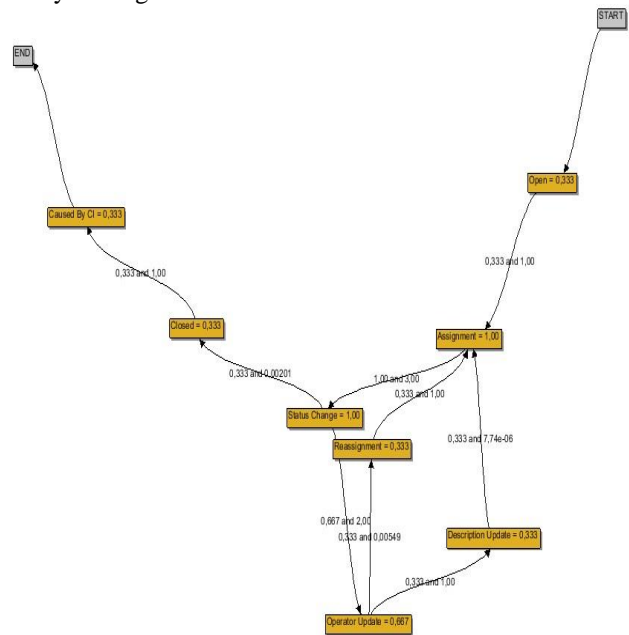 START
END
Open = 0,333
Caused By CI = 0,333
0,333 and 1,00
0,333 and 1,00
Closed = 0,333
Assignment = 1,00
0,333 and 0,00201
1,00 and 3,00
0,333 and 1,00
Status Change = 1,00
Reassignment = 0,333
0,333 and 7,74e-06
0,667 and 2,00
0,333 and 0,00549
Description Update = 0,333
0,333 and 1,00
Operator Update = 0,667